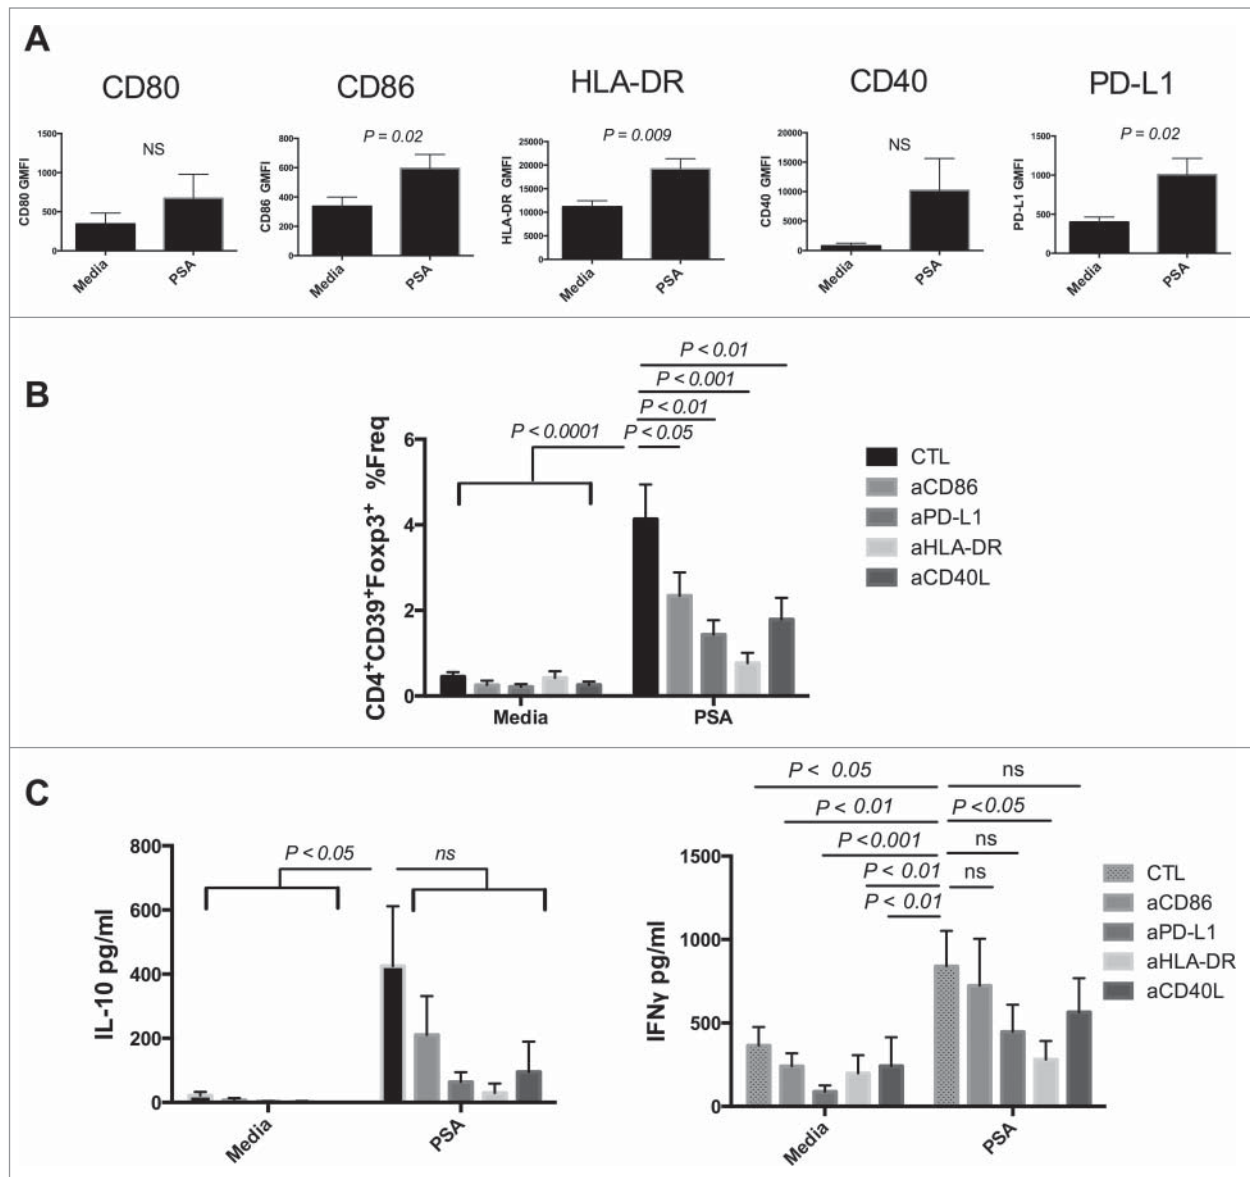 A
CD80
CD86
HLA-DR
CD40
PD-L1
NS
P = 0.02
P = 0.009
NS
P = 0.02
CD80 GMFI
1500
1000
500
0
Media
PSA
CD86 GMFI
800
600
400
200
0
Media
PSA
HLA-DR GMFI
25000
20000
15000
10000
5000
0
Media
PSA
CD40 GMFI
20000
15000
10000
5000
0
Media
PSA
PD-L1 GMFI
1500
1000
500
0
Media
PSA
B
P < 0.01
P < 0.001
P < 0.01
P < 0.0001
P < 0.05
CD4⁺CD39⁺Foxp3⁺ %Freq
6
4
2
0
Media
PSA
CTL
aCD86
aPD-L1
aHLA-DR
aCD40L
C
IL-10 pg/ml
800
600
400
200
0
P < 0.05
ns
Media
PSA
P < 0.05
ns
P < 0.01
P < 0.05
P < 0.001
ns
P < 0.01
ns
P < 0.01
IFNγ pg/ml
1500
1000
500
0
Media
PSA
CTL
aCD86
aPD-L1
aHLA-DR
aCD40L